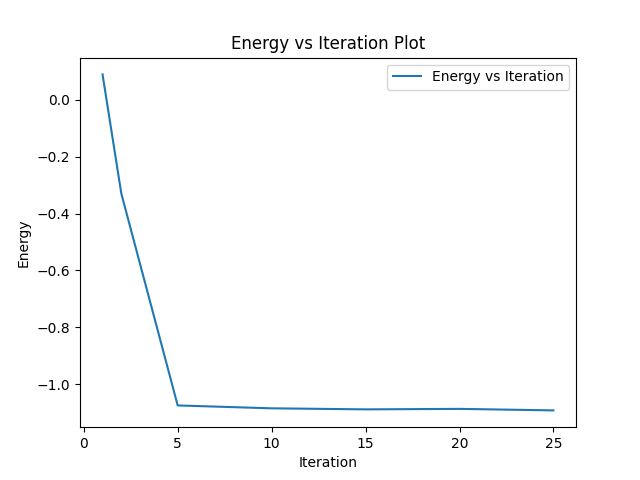 Energy vs Iteration Plot
Energy vs Iteration
0.0
−0.2
−0.4
−0.6
−0.8
−1.0
Energy
0 5 10 15 20 25
Iteration